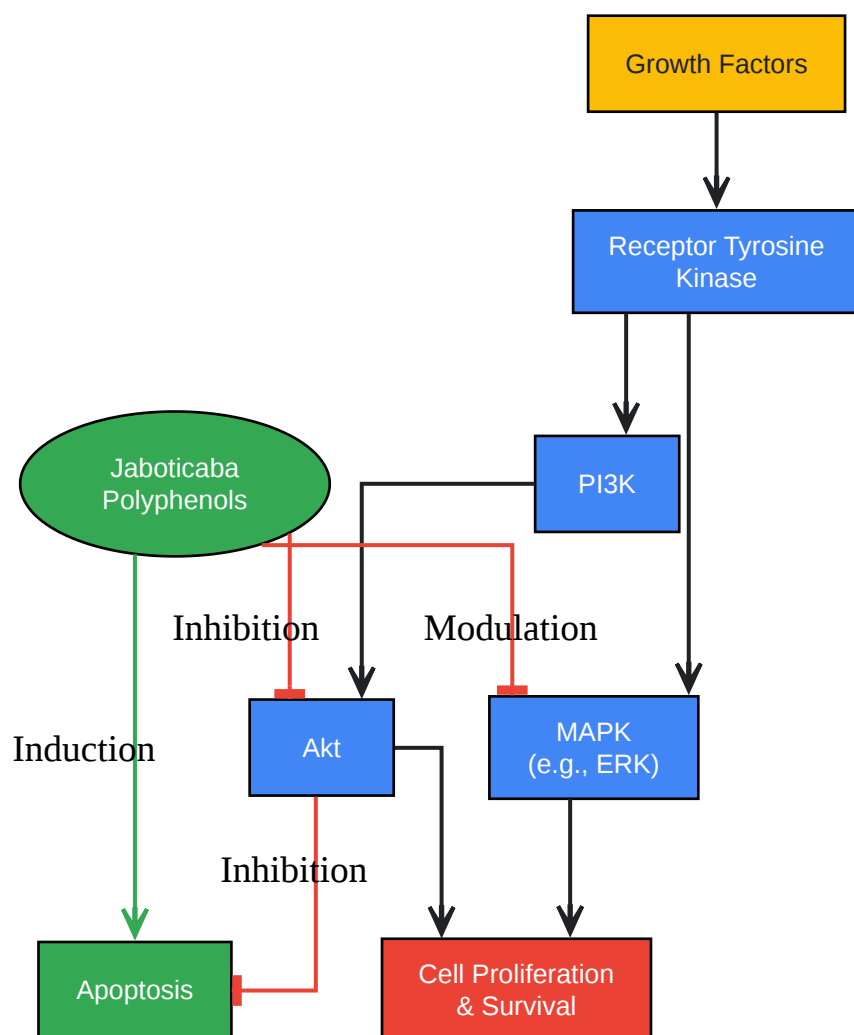 Growth Factors
Receptor Tyrosine
Kinase
Jaboticaba
Polyphenols
PI3K
Inhibition
Modulation
Induction
Akt
MAPK
(e.g., ERK)
Inhibition
Apoptosis
Cell Proliferation
& Survival